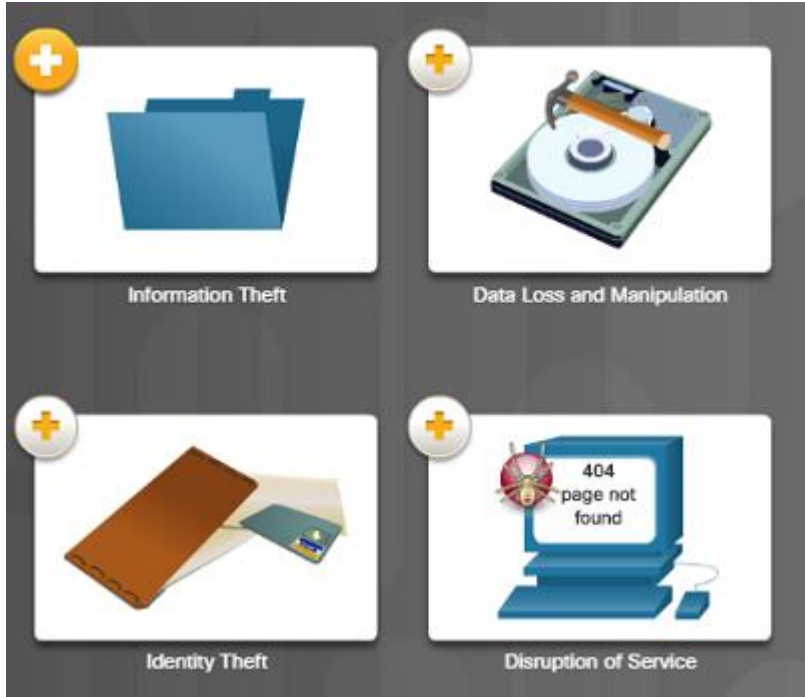 Information Theft
Data Loss and Manipulation
404
page not
found
Identity Theft
Disruption of Service